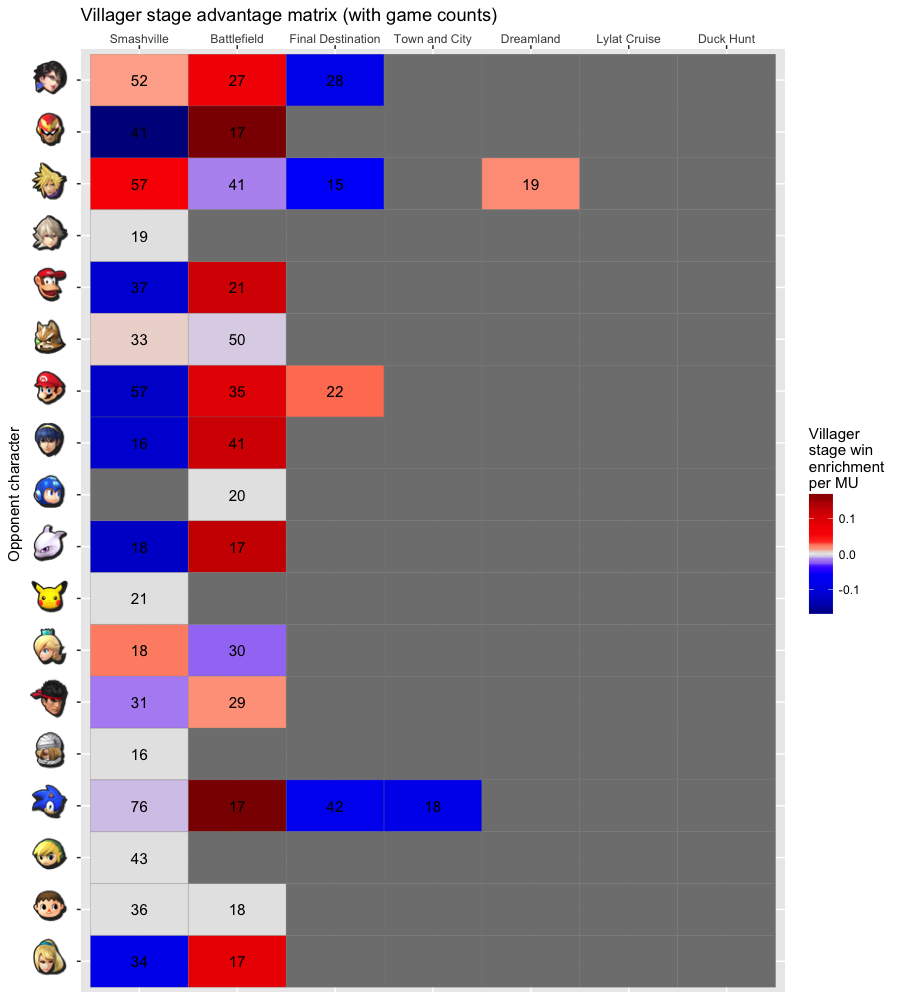 Villager stage advantage matrix (with game counts)
Smashville Battlefield Final Destination Town and City Dreamland Lylat Cruise Duck Hunt
52 27 28
41 17
57 41 15 19
19
37 21
33 50
57 35 22
16 41
20
18 17
21
18 30
31 29
16
76 17 42 18
43
36 18
34 17
Opponent character
Villager
stage win
enrichment
per MU
0.1
0.0
-0.1